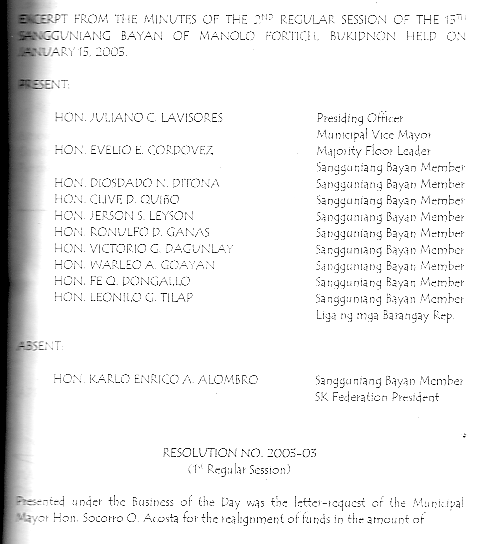 EXCERPT FROM THE MINUTES OF THE 2ND REGULAR SESSION OF THE 13TH
SANGGUNIANG BAYAN OF MANOLO FORTICH, BUKIDNON HELD ON
JANUARY 15, 2003.
PRESENT:
HON. JULIANO C. LAVISORES Presiding Officer
Municipal Vice Mayor
HON. EVELIO E. CORDOVEZ Majority Floor Leader
Sangguniang Bayan Member
HON. DIOSDADO N. DITONA Sangguniang Bayan Member
HON. CLIVE D. QUIÑO Sangguniang Bayan Member
HON. JERSON S. LEYSON Sangguniang Bayan Member
HON. RONULFO D. GANAS Sangguniang Bayan Member
HON. VICTORIO G. DAGUNLAY Sangguniang Bayan Member
HON. WARLEO A. GOAYAN Sangguniang Bayan Member
HON. FE Q. DONGALLO Sangguniang Bayan Member
HON. LEONILO G. TILAP Sangguniang Bayan Member
Liga ng mga Barangay Rep.
ABSENT:
HON. KARLO ENRICO A. ALOMBRO Sangguniang Bayan Member
SK Federation President
RESOLUTION NO. 2003-03
(1st Regular Session)
Presented under the Business of the Day was the letter-request of the Municipal
Mayor Hon. Socorro O. Acosta for the realignment of funds in the amount of